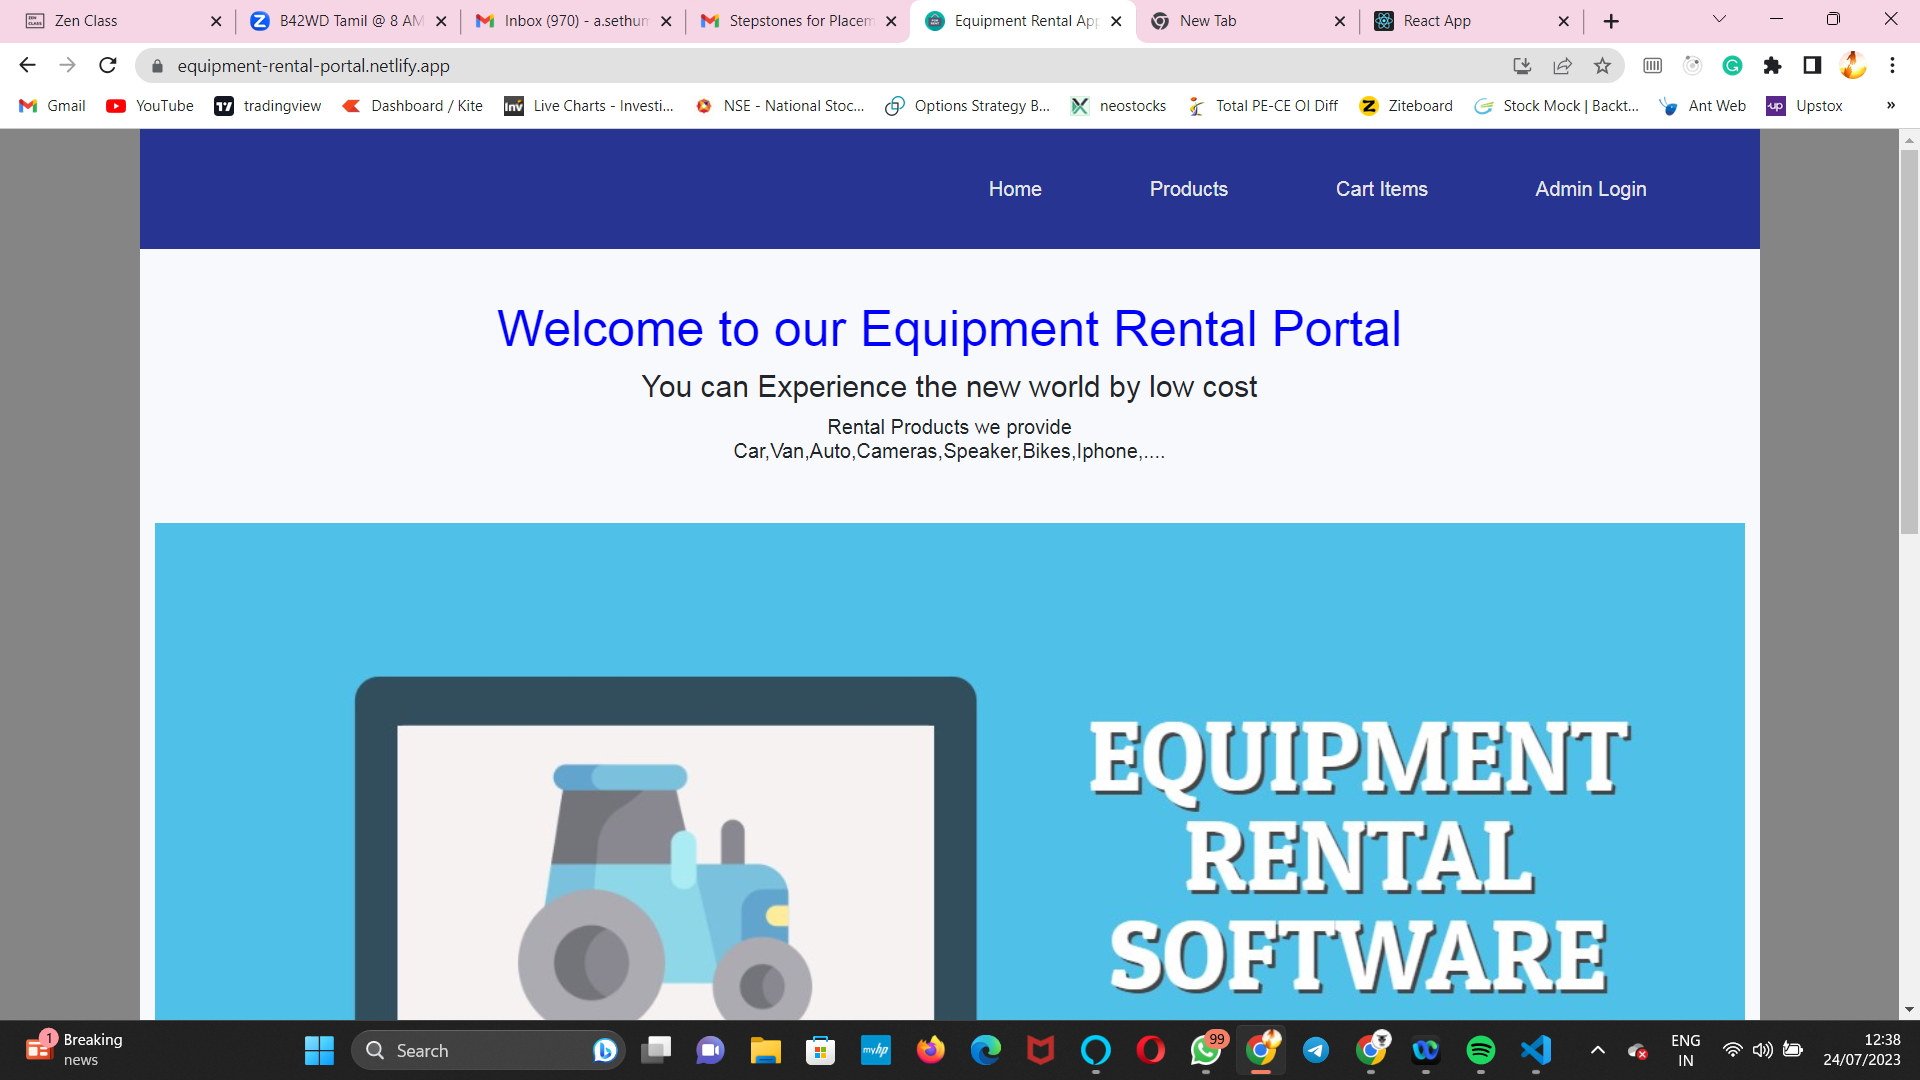 Zen Class
B42WD Tamil @ 8 AM
Inbox (970) - a.sethum
Stepstones for Placem
Equipment Rental App
New Tab
React App
equipment-rental-portal.netlify.app
Gmail
YouTube
tradingview
Dashboard / Kite
Inv
Live Charts - Investi...
NSE - National Stoc...
Options Strategy B...
neostocks
Total PE-CE OI Diff
Ziteboard
Stock Mock | Backt...
Ant Web
up
Upstox
»
Home
Products
Cart Items
Admin Login
Welcome to our Equipment Rental Portal
You can Experience the new world by low cost
Rental Products we provide
Car,Van,Auto,Cameras,Speaker,Bikes,Iphone,....
EQUIPMENT
RENTAL
SOFTWARE
1
Breaking
news
Search
myhp
99
ENG
IN
12:38
24/07/2023